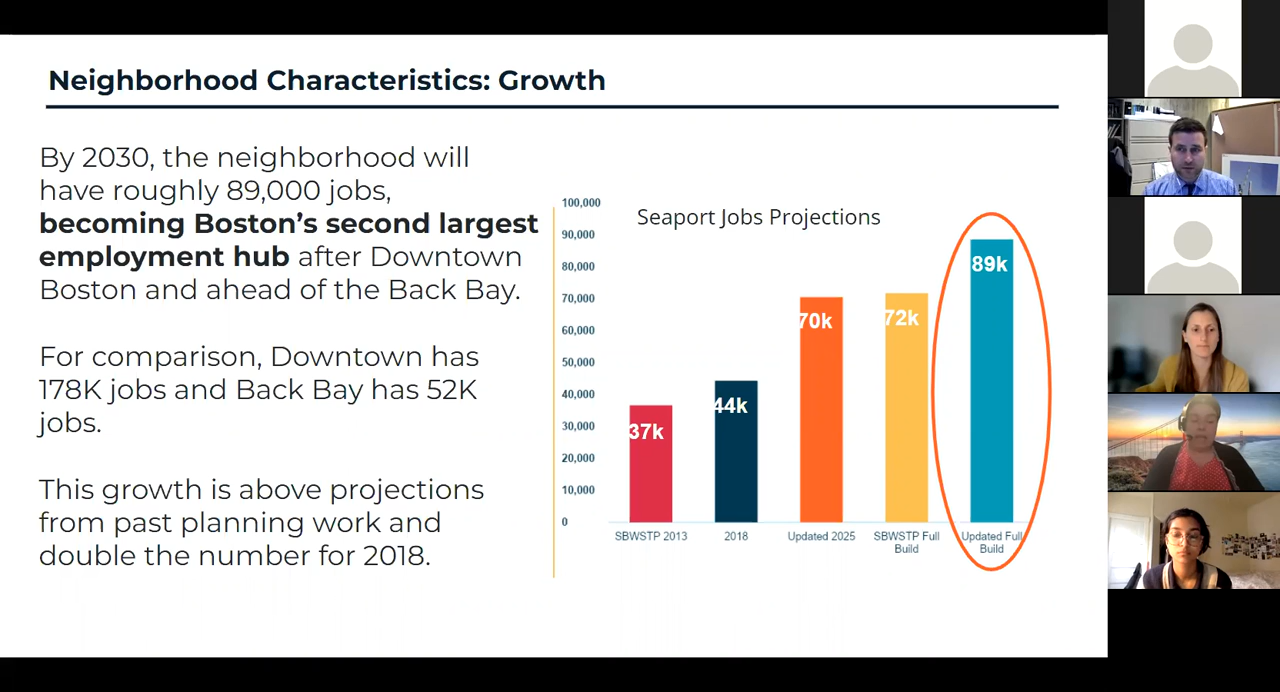 Neighborhood Characteristics: Growth
By 2030, the neighborhood will
have roughly 89,000 jobs,
becoming Boston's second largest
employment hub after Downtown
Boston and ahead of the Back Bay.
For comparison, Downtown has
178K jobs and Back Bay has 52K
jobs.
This growth is above projections
from past planning work and
double the number for 2018.
Seaport Jobs Projections
100,000
90,000
80,000
70,000
60,000
50,000
40,000
30,000
20,000
10,000
0
37k
44k
70k
72k
89k
SBWSTP 2013
2018
Updated 2025
SBWSTP Full
Build
Updated Full
Build